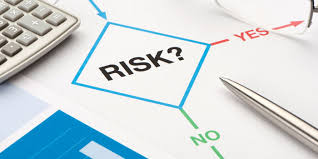 RISK?
YES
NO